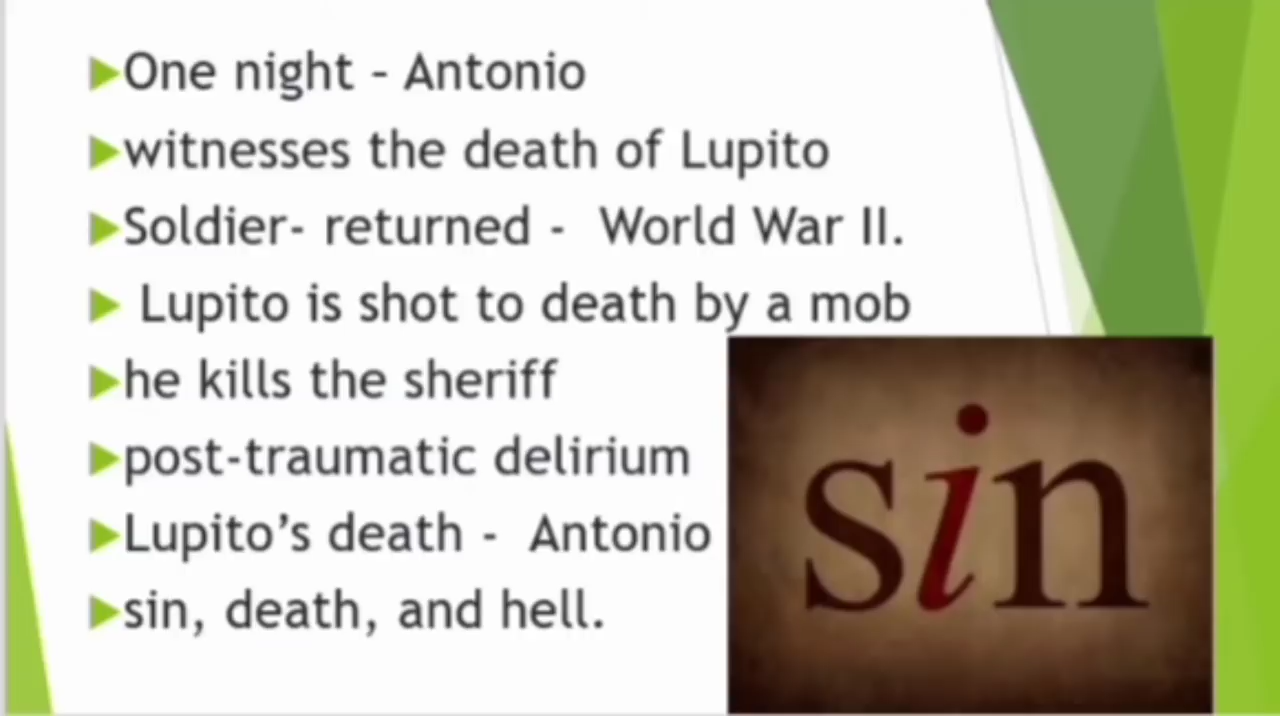 One night – Antonio
witnesses the death of Lupito
Soldier- returned - World War II.
Lupito is shot to death by a mob
he kills the sheriff
post-traumatic delirium
Lupito’s death - Antonio
sin, death, and hell.
sin